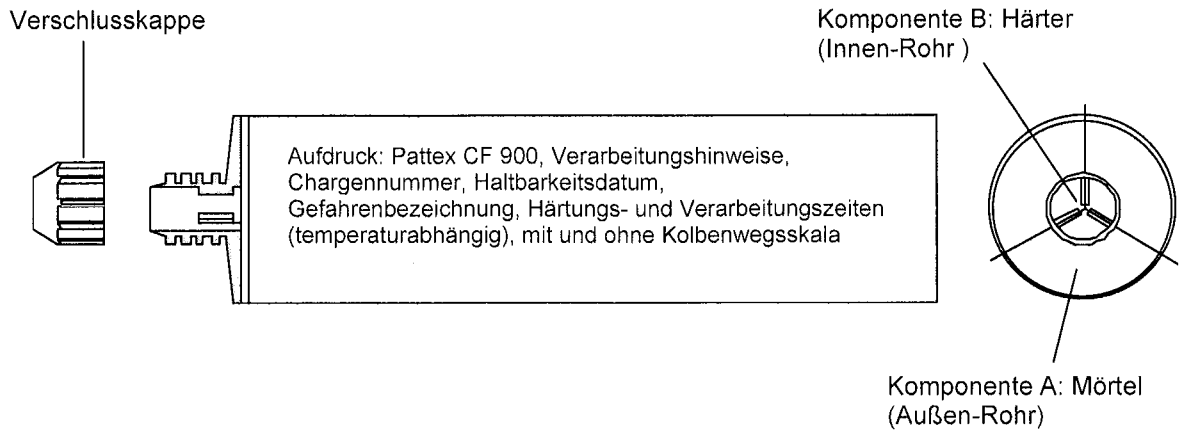 Verschlusskappe
Komponente B: Härter
(Innen-Rohr )
Aufdruck: Pattex CF 900, Verarbeitungshinweise,
Chargennummer, Haltbarkeitsdatum,
Gefahrenbezeichnung, Härtungs- und Verarbeitungszeiten
(temperaturabhängig), mit und ohne Kolbenwegsskala
Komponente A: Mörtel
(Außen-Rohr)